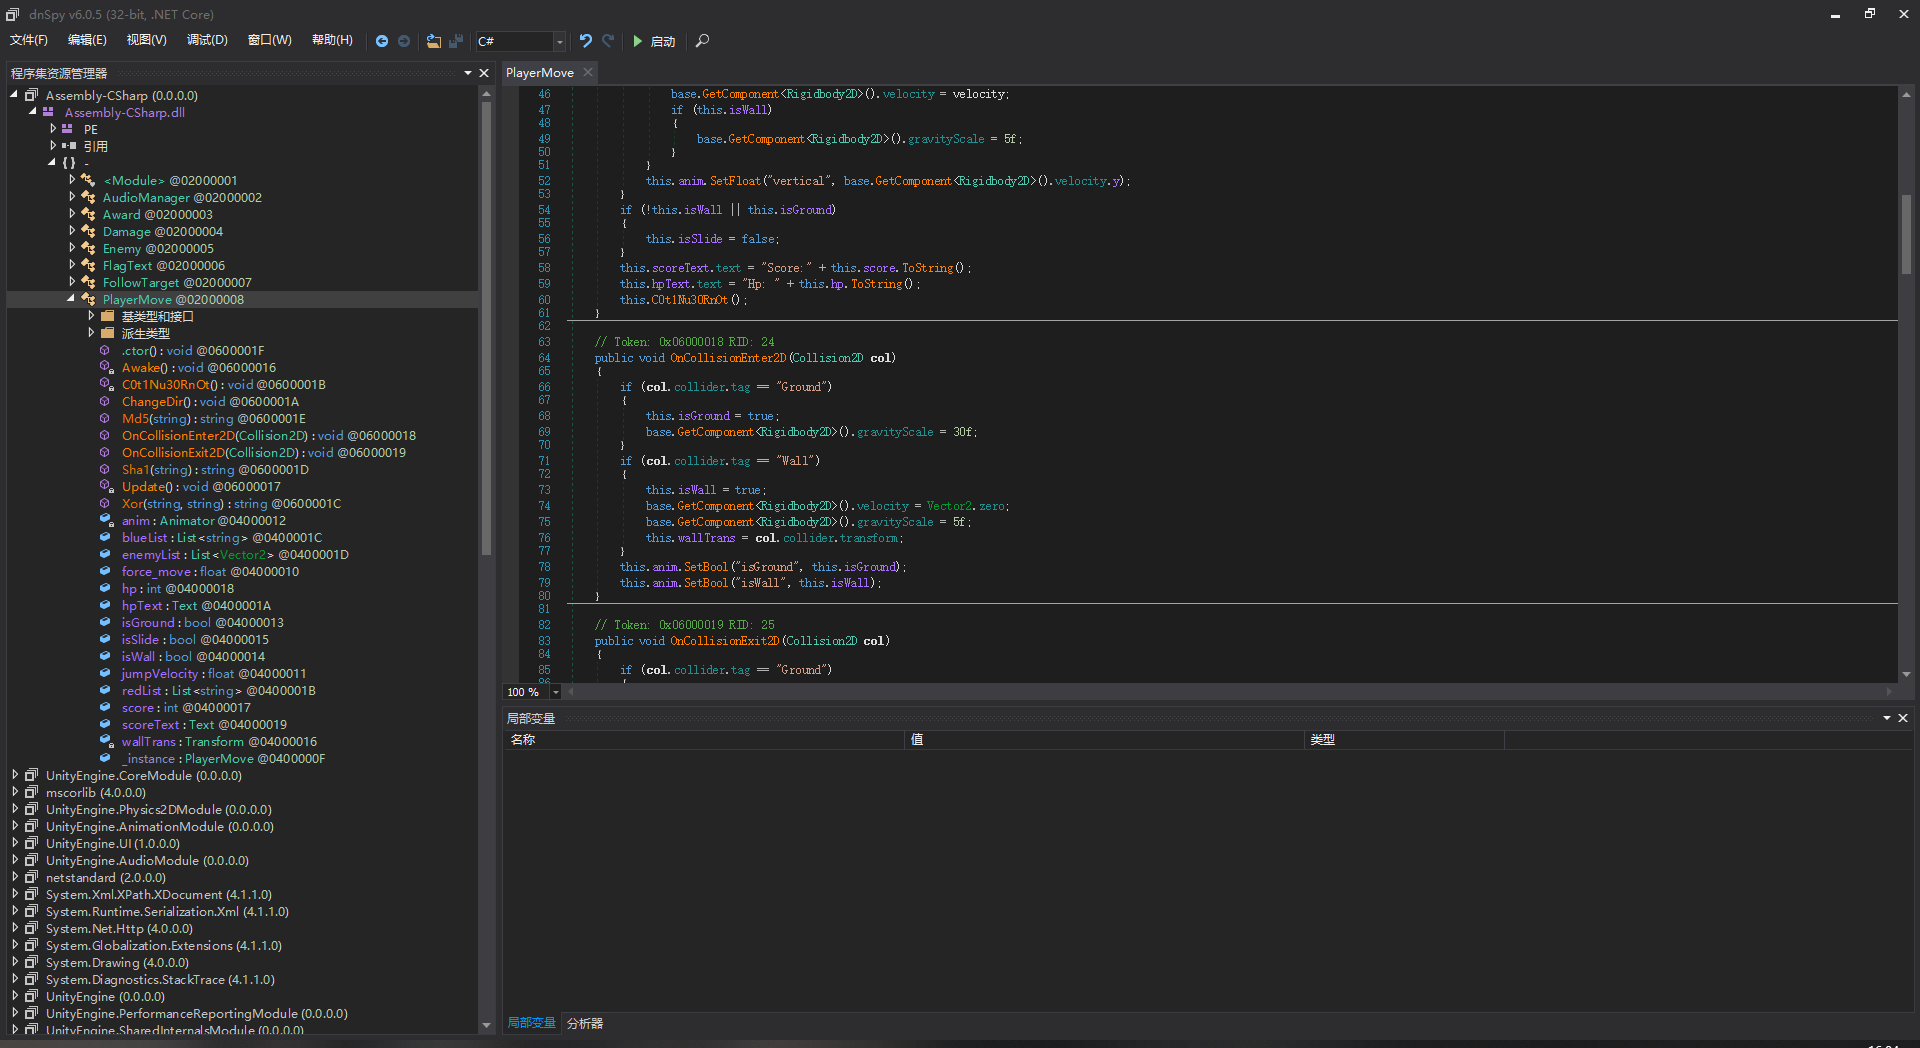 dnSpy v6.0.5 (32-bit, .NET Core)
文件(F) 编辑(E) 视图(V) 调试(D) 窗口(W) 帮助(H) C# 启动
程序集资源管理器
Assembly-CSharp (0.0.0.0)
Assembly-CSharp.dll
PE
引用
{ } -
<Module> @02000001
AudioManager @02000002
Award @02000003
Damage @02000004
Enemy @02000005
FlagText @02000006
FollowTarget @02000007
PlayerMove @02000008
基类型和接口
派生类型
.ctor() : void @0600001F
Awake() : void @06000016
C0t1Nu30RnOt() : void @0600001B
ChangeDir() : void @0600001A
Md5(string) : string @0600001E
OnCollisionEnter2D(Collision2D) : void @06000018
OnCollisionExit2D(Collision2D) : void @06000019
Sha1(string) : string @0600001D
Update() : void @06000017
Xor(string, string) : string @0600001C
anim : Animator @04000012
blueList : List<string> @0400001C
enemyList : List<Vector2> @0400001D
force_move : float @04000010
hp : int @04000018
hpText : Text @0400001A
isGround : bool @04000013
isSlide : bool @04000015
isWall : bool @04000014
jumpVelocity : float @04000011
redList : List<string> @0400001B
score : int @04000017
scoreText : Text @04000019
wallTrans : Transform @04000016
_instance : PlayerMove @0400000F
UnityEngine.CoreModule (0.0.0.0)
mscorlib (4.0.0.0)
UnityEngine.Physics2DModule (0.0.0.0)
UnityEngine.AnimationModule (0.0.0.0)
UnityEngine.UI (1.0.0.0)
UnityEngine.AudioModule (0.0.0.0)
netstandard (2.0.0.0)
System.Xml.XPath.XDocument (4.1.1.0)
System.Runtime.Serialization.Xml (4.1.1.0)
System.Net.Http (4.0.0.0)
System.Globalization.Extensions (4.1.1.0)
System.Drawing (4.0.0.0)
System.Diagnostics.StackTrace (4.1.1.0)
UnityEngine (0.0.0.0)
UnityEngine.PerformanceReportingModule (0.0.0.0)
UnityEngine.SharedInternalsModule (0.0.0.0)
PlayerMove
46 base.GetComponent<Rigidbody2D>().velocity = velocity;
47 if (this.isWall)
48 {
49 base.GetComponent<Rigidbody2D>().gravityScale = 5f;
50 }
51 }
52 this.anim.SetFloat("vertical", base.GetComponent<Rigidbody2D>().velocity.y);
53 }
54 if (!this.isWall || this.isGround)
55 {
56 this.isSlide = false;
57 }
58 this.scoreText.text = "Score:" + this.score.ToString();
59 this.hpText.text = "Hp: " + this.hp.ToString();
60 this.C0t1Nu30RnOt();
61 }
62
63 // Token: 0x06000018 RID: 24
64 public void OnCollisionEnter2D(Collision2D col)
65 {
66 if (col.collider.tag == "Ground")
67 {
68 this.isGround = true;
69 base.GetComponent<Rigidbody2D>().gravityScale = 30f;
70 }
71 if (col.collider.tag == "Wall")
72 {
73 this.isWall = true;
74 base.GetComponent<Rigidbody2D>().velocity = Vector2.zero;
75 base.GetComponent<Rigidbody2D>().gravityScale = 5f;
76 this.wallTrans = col.collider.transform;
77 }
78 this.anim.SetBool("isGround", this.isGround);
79 this.anim.SetBool("isWall", this.isWall);
80 }
81
82 // Token: 0x06000019 RID: 25
83 public void OnCollisionExit2D(Collision2D col)
84 {
85 if (col.collider.tag == "Ground")
86 {
100 %
局部变量
名称 值 类型
局部变量 分析器